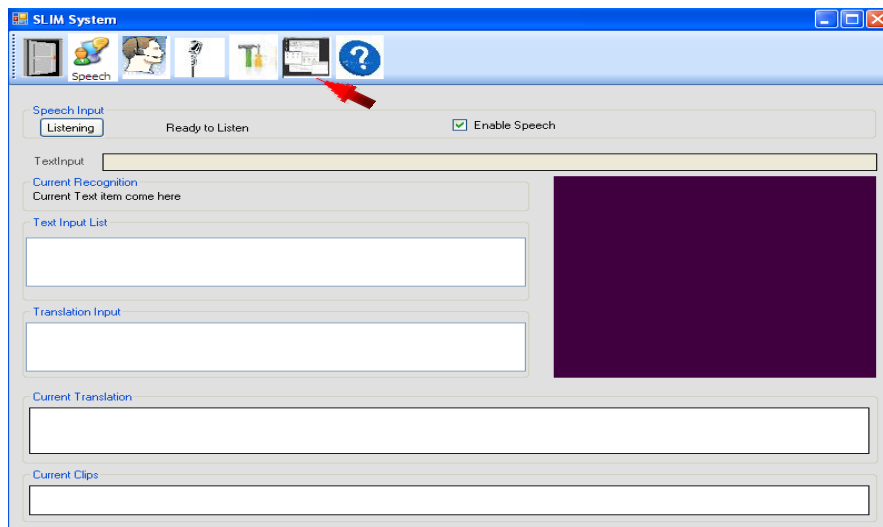 SLIM System
Speech
?
Speech Input
Listening Ready to Listen Enable Speech
TextInput
Current Recognition
Current Text item come here
Text Input List
Translation Input
Current Translation
Current Clips